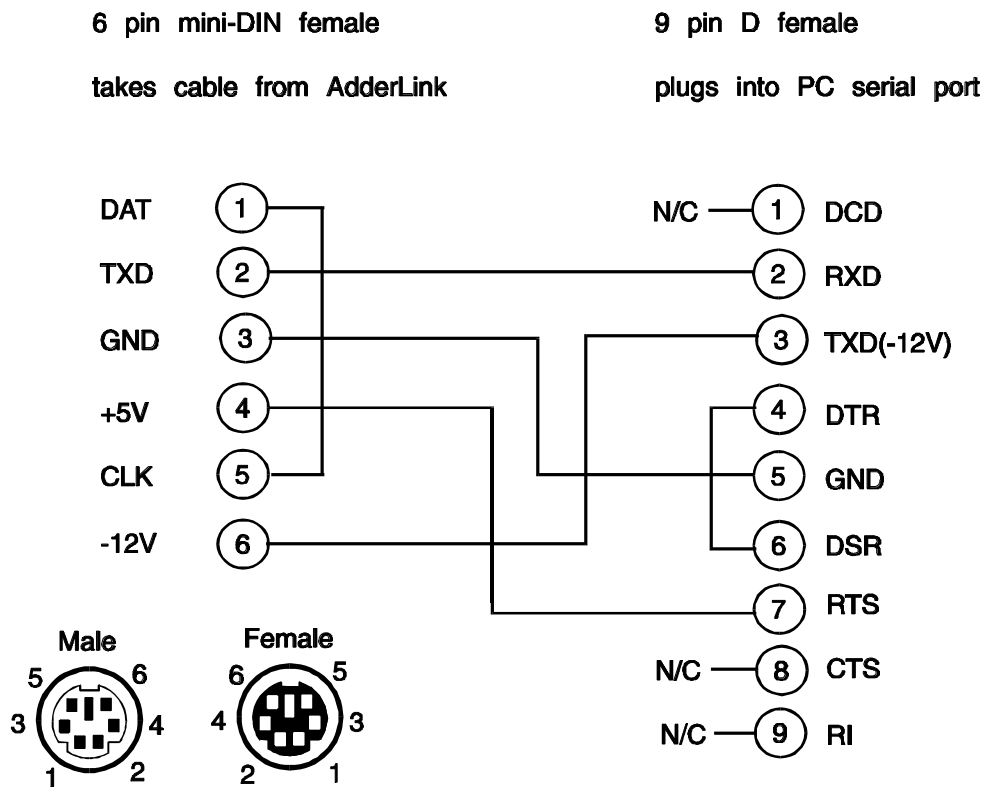 6 pin mini-DIN female
9 pin D female
takes cable from AdderLink
plugs into PC serial port
DAT 1
N/C 1 DCD
TXD 2
2 RXD
GND 3
3 TXD(-12V)
+5V 4
4 DTR
CLK 5
5 GND
-12V 6
6 DSR
7 RTS
N/C 8 CTS
N/C 9 RI
Male
5 6
3 4
1 2
Female
6 5
4 3
2 1